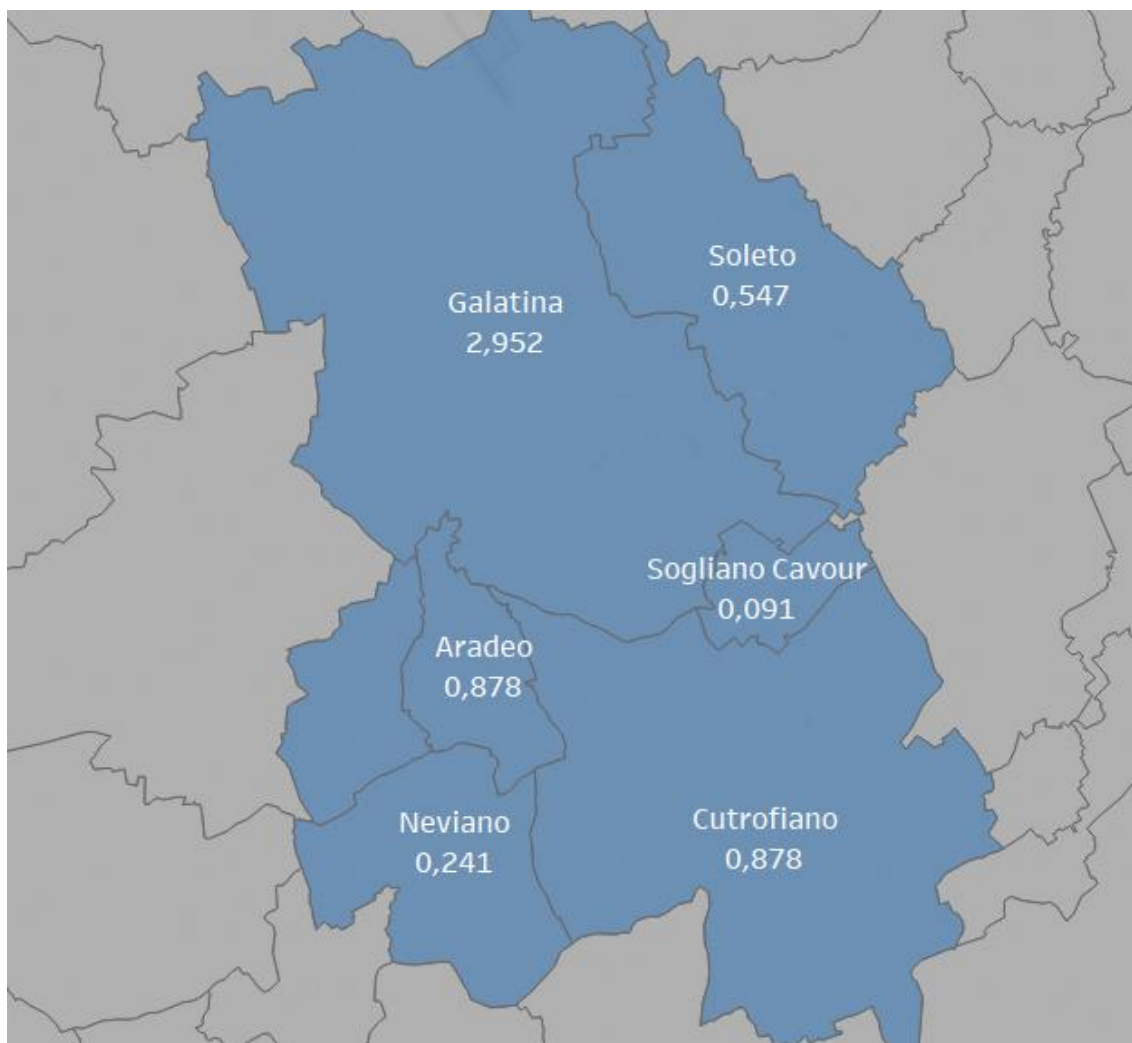 Soleto
0,547
Galatina
2,952
Sogliano Cavour
0,091
Aradeo
0,878
Neviano
0,241
Cutrofiano
0,878